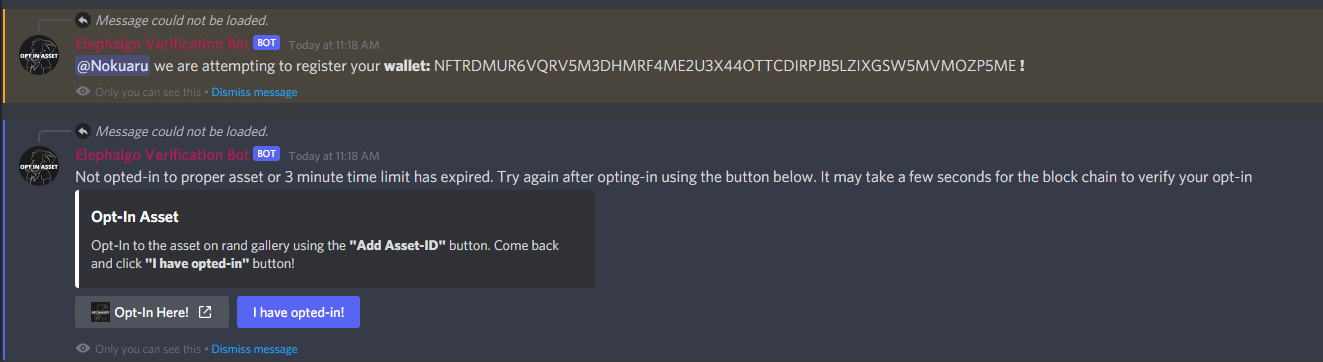 Message could not be loaded.
OPT IN ASSET
Elephalgo Verification Bot BOT Today at 11:18 AM
@Nokuaru we are attempting to register your wallet: NFTRDMUR6VQRV5M3DHMRF4ME2U3X44OTTCDIRPJB5LZIXGSW5MVMOZP5ME !
Only you can see this • Dismiss message
Message could not be loaded.
OPT IN ASSET
Elephalgo Verification Bot BOT Today at 11:18 AM
Not opted-in to proper asset or 3 minute time limit has expired. Try again after opting-in using the button below. It may take a few seconds for the block chain to verify your opt-in
Opt-In Asset
Opt-In to the asset on rand gallery using the "Add Asset-ID" button. Come back
and click "I have opted-in" button!
Opt-In Here! I have opted-in!
Only you can see this • Dismiss message